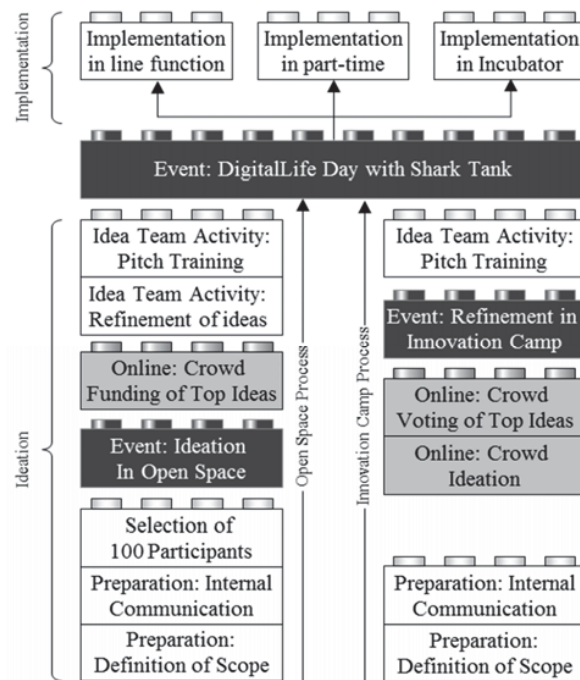 Implementation
Implementation
in line function
Implementation
in part-time
Implementation
in Incubator
Event: DigitalLife Day with Shark Tank
Ideation
Idea Team Activity:
Pitch Training
Idea Team Activity:
Refinement of ideas
Online: Crowd
Funding of Top Ideas
Event: Ideation
In Open Space
Selection of
100 Participants
Preparation: Internal
Communication
Preparation:
Definition of Scope
Open Space Process
Innovation Camp Process
Idea Team Activity:
Pitch Training
Event: Refinement in
Innovation Camp
Online: Crowd
Voting of Top Ideas
Online: Crowd
Ideation
Preparation: Internal
Communication
Preparation:
Definition of Scope